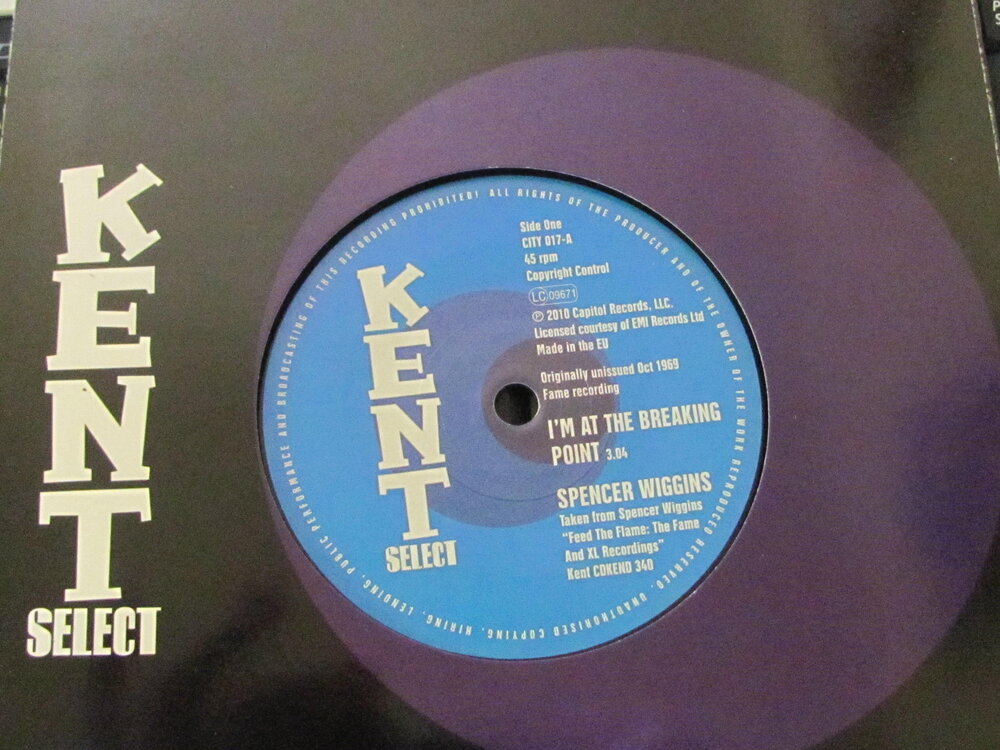 KENT
SELECT
KENT
SELECT
Side One
CITY 017-A
45 rpm
Copyright Control
LC 09671
℗ 2010 Capitol Records, LLC.
Licensed courtesy of EMI Records Ltd
Made in the EU
Originally unissued Oct 1969
Fame recording
I'M AT THE BREAKING
POINT 3.04
SPENCER WIGGINS
Taken from Spencer Wiggins
"Feed The Flame: The Fame
And XL Recordings"
Kent CDKEND 340
ALL RIGHTS OF THE PRODUCER AND OF THE OWNER OF THE WORK REPRODUCED RESERVED. UNAUTHORISED COPYING, HIRING, LENDING, PUBLIC PERFORMANCE AND BROADCASTING OF THIS RECORDING PROHIBITED!